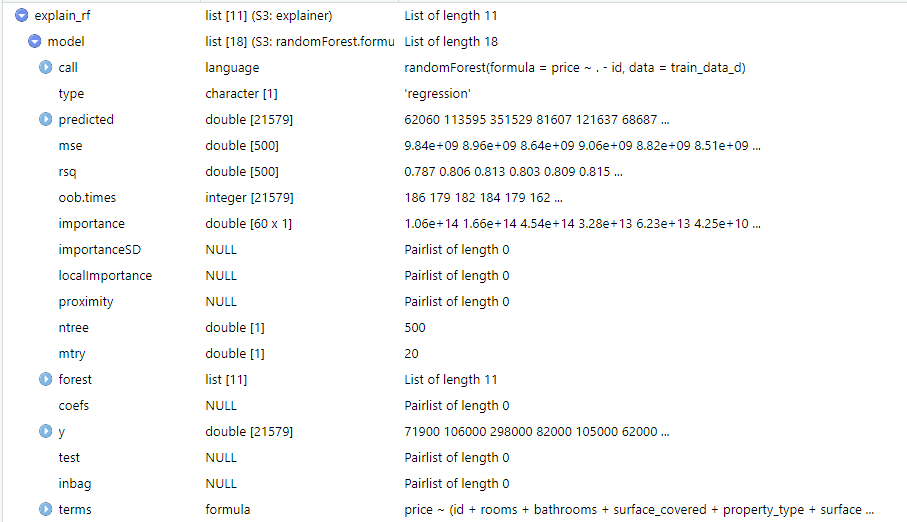 explain_rf list [11] (S3: explainer) List of length 11
model list [18] (S3: randomForest.formu List of length 18
call language randomForest(formula = price ~ . - id, data = train_data_d)
type character [1] 'regression'
predicted double [21579] 62060 113595 351529 81607 121637 68687 ...
mse double [500] 9.84e+09 8.96e+09 8.64e+09 9.06e+09 8.82e+09 8.51e+09 ...
rsq double [500] 0.787 0.806 0.813 0.803 0.809 0.815 ...
oob.times integer [21579] 186 179 182 184 179 162 ...
importance double [60 x 1] 1.06e+14 1.66e+14 4.54e+14 3.28e+13 6.23e+13 4.25e+10 ...
importanceSD NULL Pairlist of length 0
localImportance NULL Pairlist of length 0
proximity NULL Pairlist of length 0
ntree double [1] 500
mtry double [1] 20
forest list [11] List of length 11
coefs NULL Pairlist of length 0
y double [21579] 71900 106000 298000 82000 105000 62000 ...
test NULL Pairlist of length 0
inbag NULL Pairlist of length 0
terms formula price ~ (id + rooms + bathrooms + surface_covered + property_type + surface ...